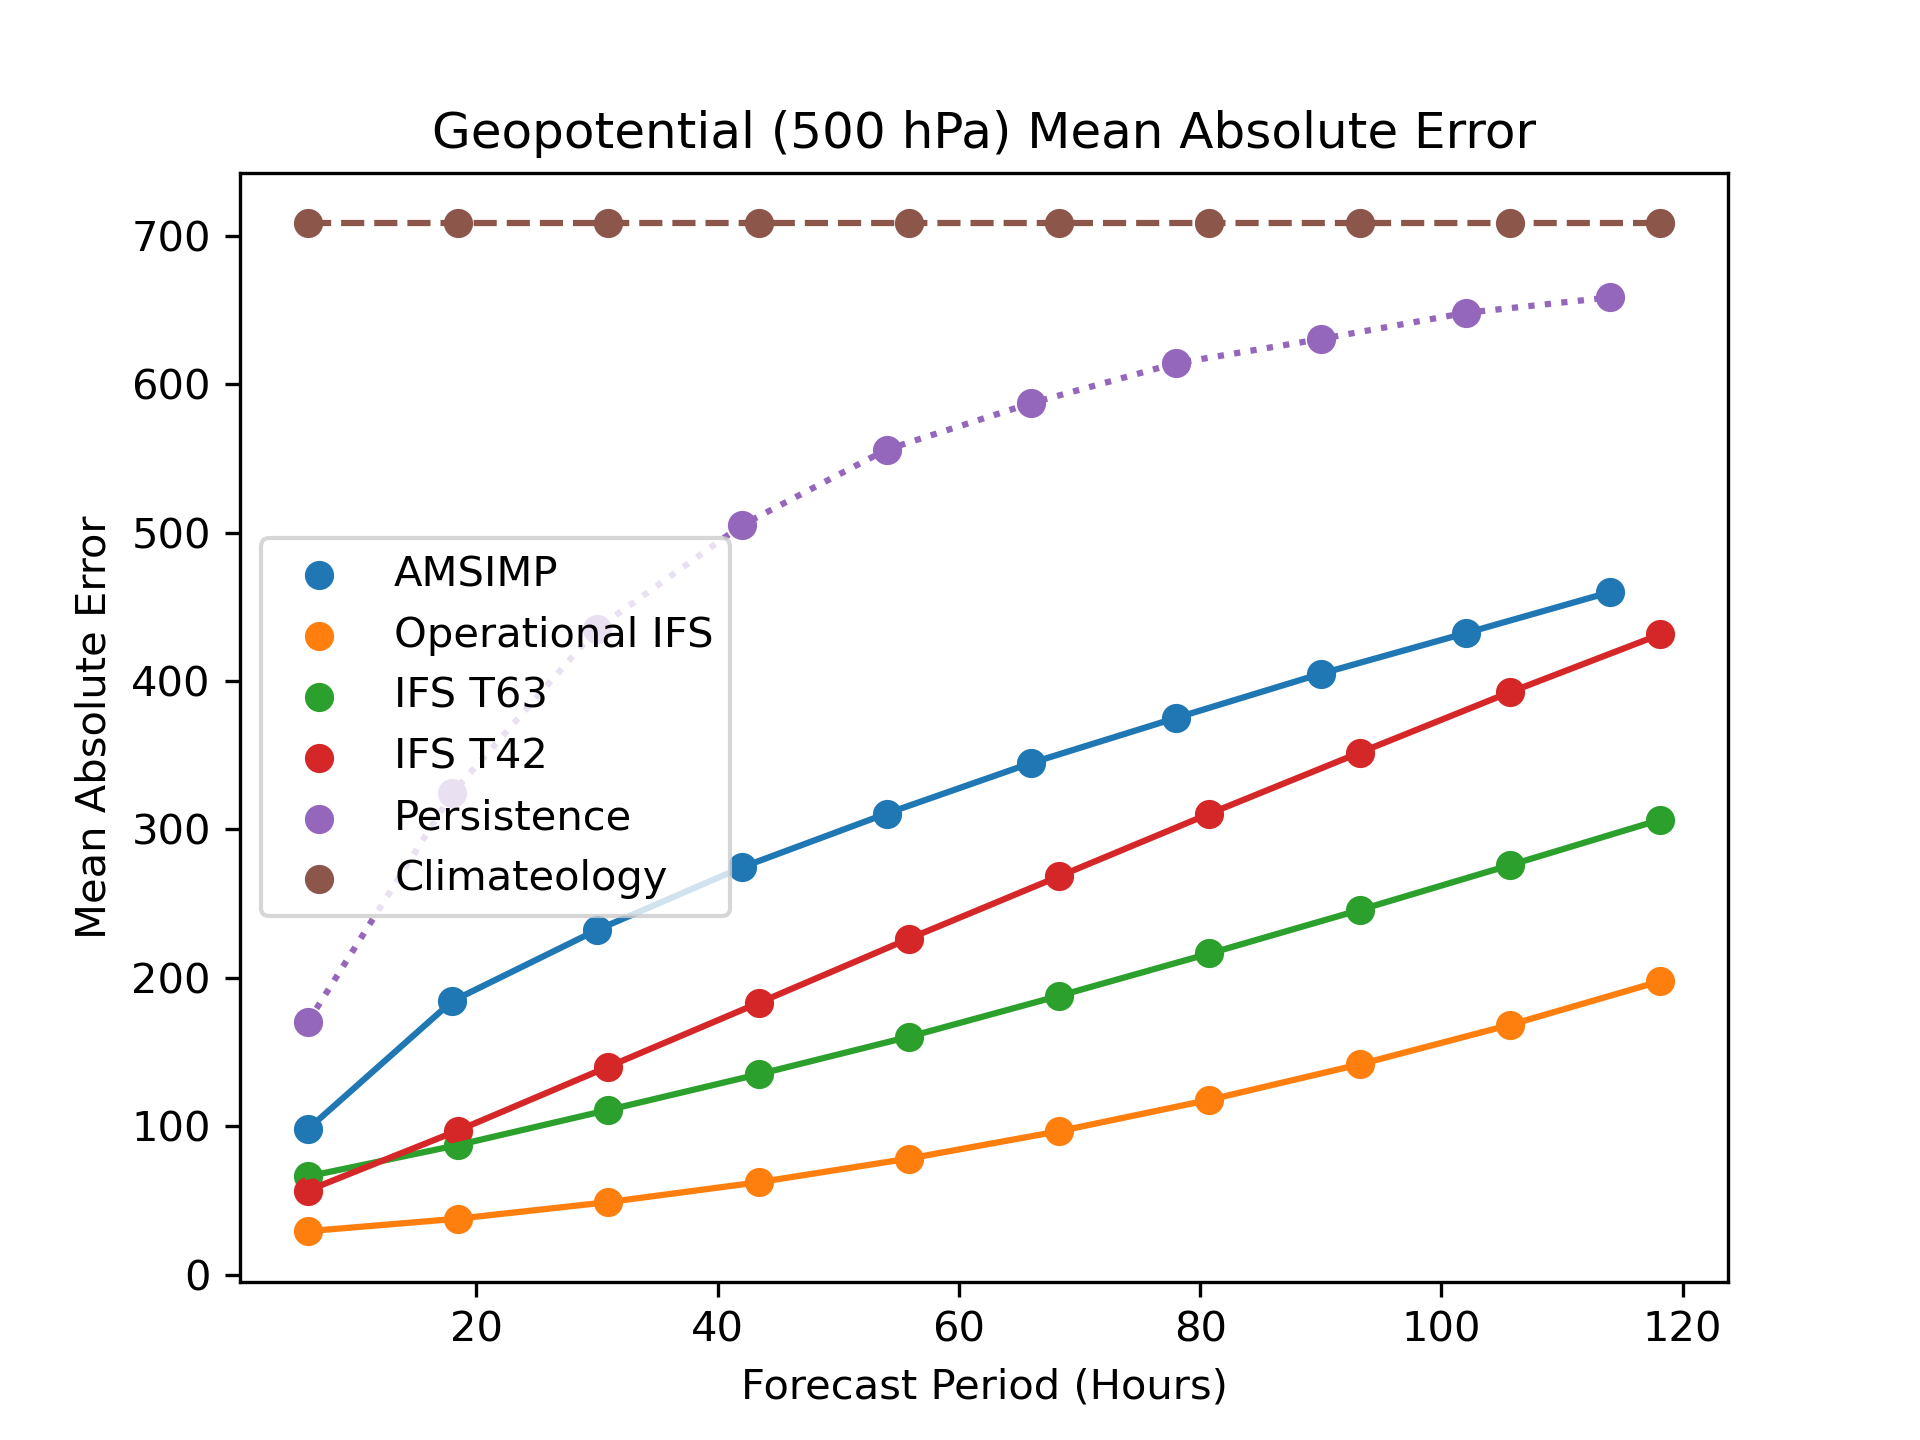 Geopotential (500 hPa) Mean Absolute Error
700
600
500
400
300
200
100
0
Mean Absolute Error
AMSIMP
Operational IFS
IFS T63
IFS T42
Persistence
Climateology
20 40 60 80 100 120
Forecast Period (Hours)